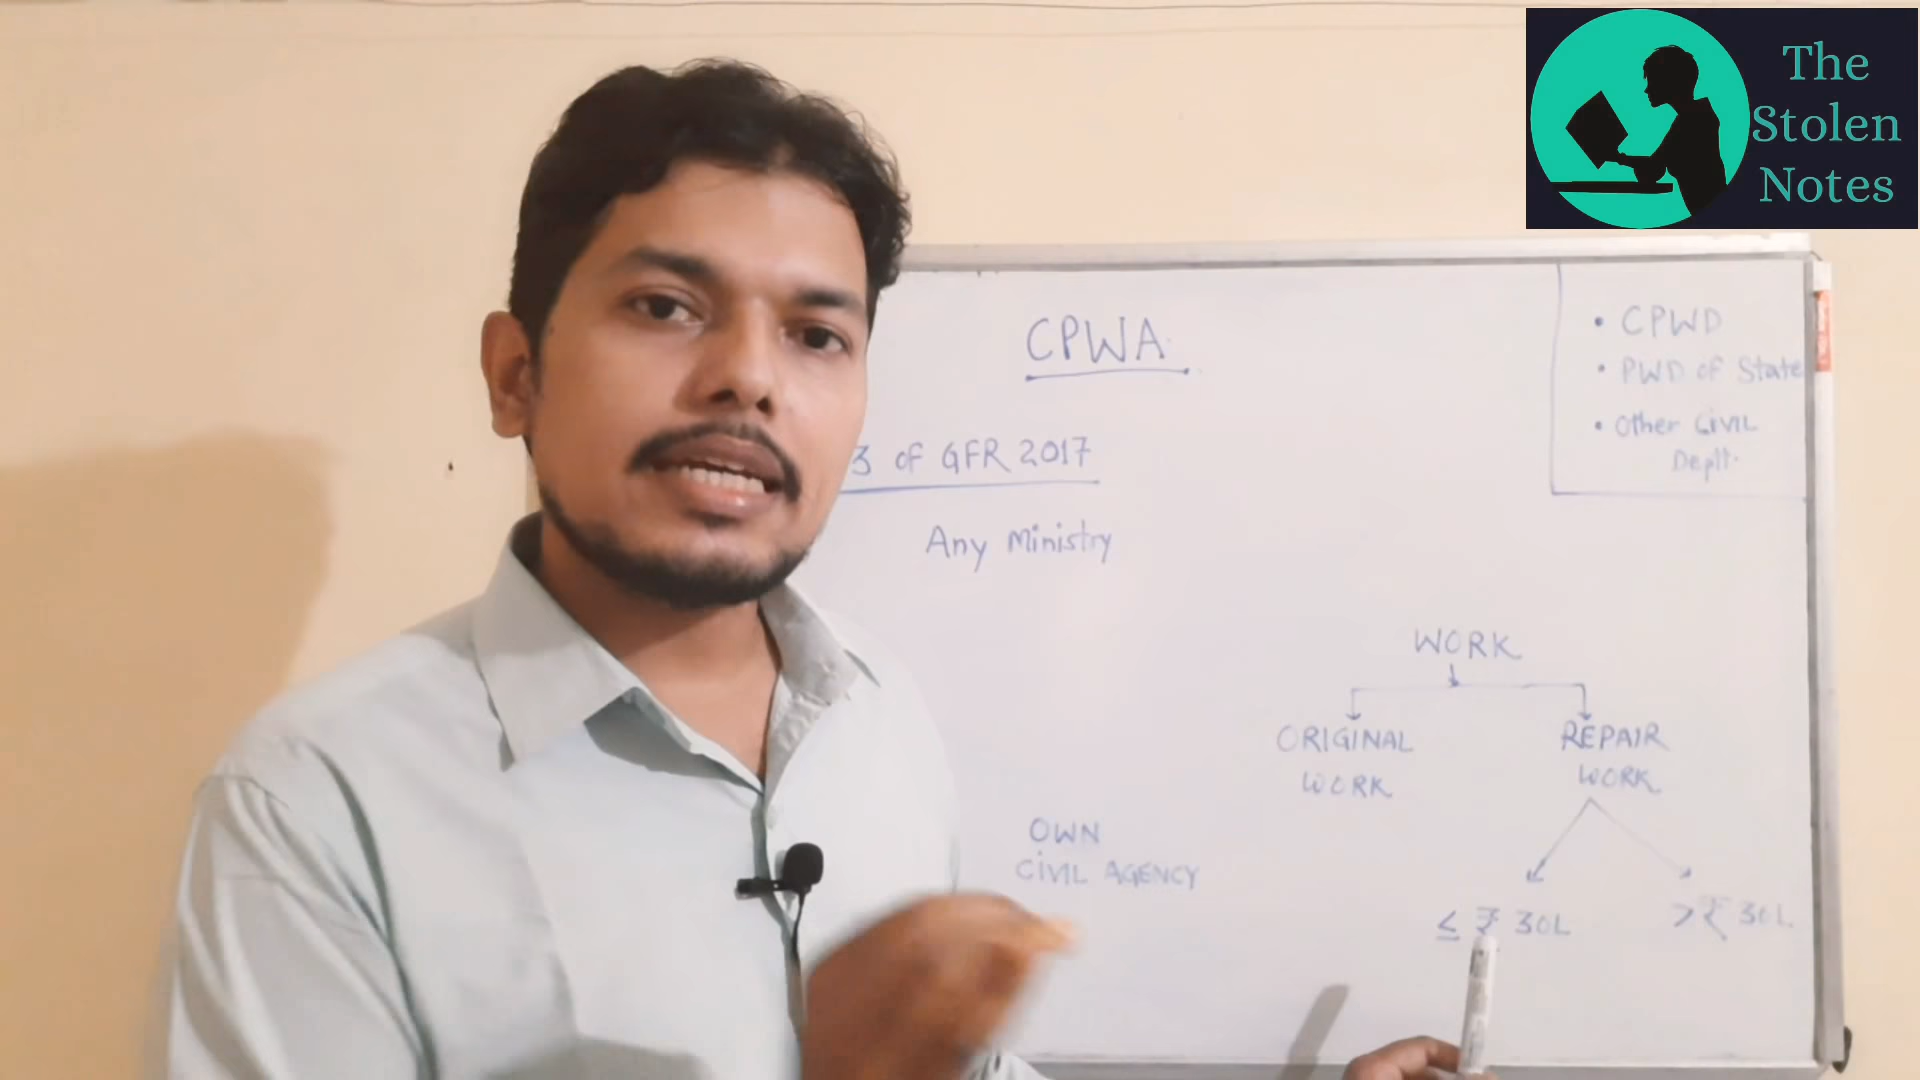 The
Stolen
Notes
CPWA
• CPWD
• PWD of State
• Other Civil
Deptt.
3 of GFR 2017
Any Ministry
WORK
ORIGINAL
WORK
REPAIR
WORK
OWN
CIVIL AGENCY
≤ ₹ 30L
> ₹ 30L